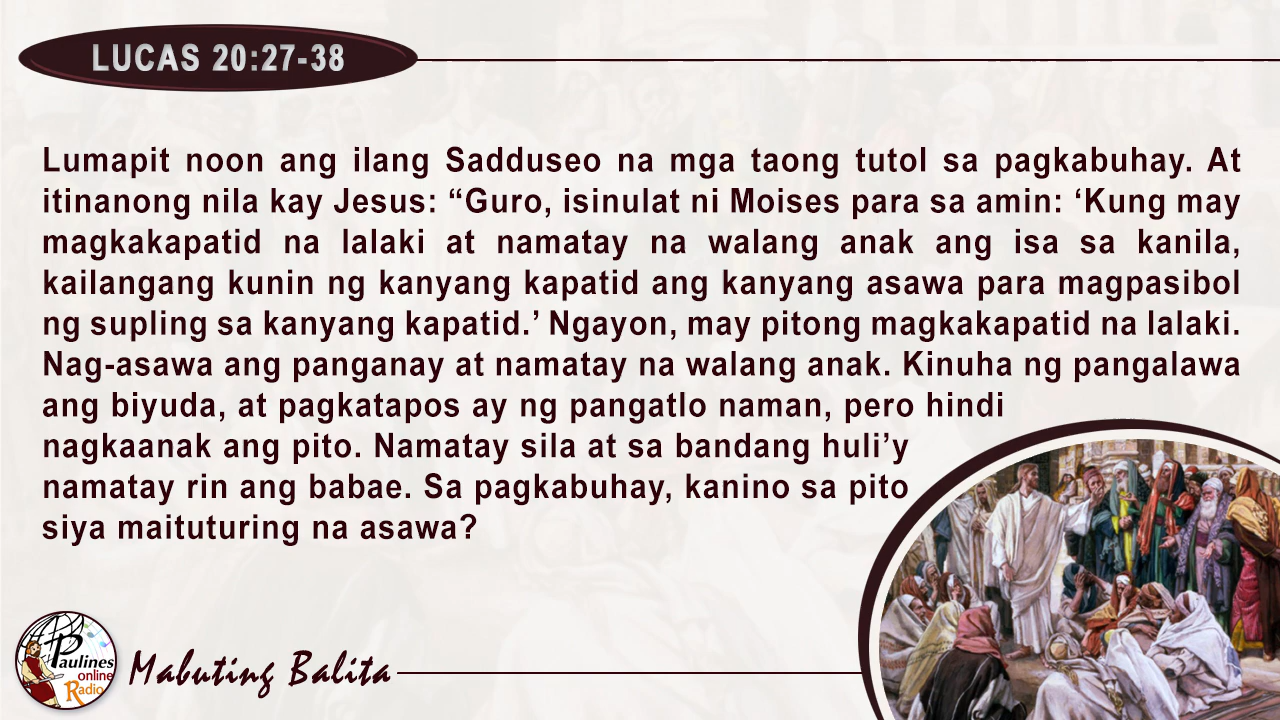 LUCAS 20:27-38
Lumapit noon ang ilang Sadduseo na mga taong tutol sa pagkabuhay. At
itinanong nila kay Jesus: “Guro, isinulat ni Moises para sa amin: ‘Kung may
magkakapatid na lalaki at namatay na walang anak ang isa sa kanila,
kailangang kunin ng kanyang kapatid ang kanyang asawa para magpasibol
ng supling sa kanyang kapatid.’ Ngayon, may pitong magkakapatid na lalaki.
Nag-asawa ang panganay at namatay na walang anak. Kinuha ng pangalawa
ang biyuda, at pagkatapos ay ng pangatlo naman, pero hindi
nagkaanak ang pito. Namatay sila at sa bandang huli’y
namatay rin ang babae. Sa pagkabuhay, kanino sa pito
siya maituturing na asawa?
Paulines
online
Radio
Mabuting Balita